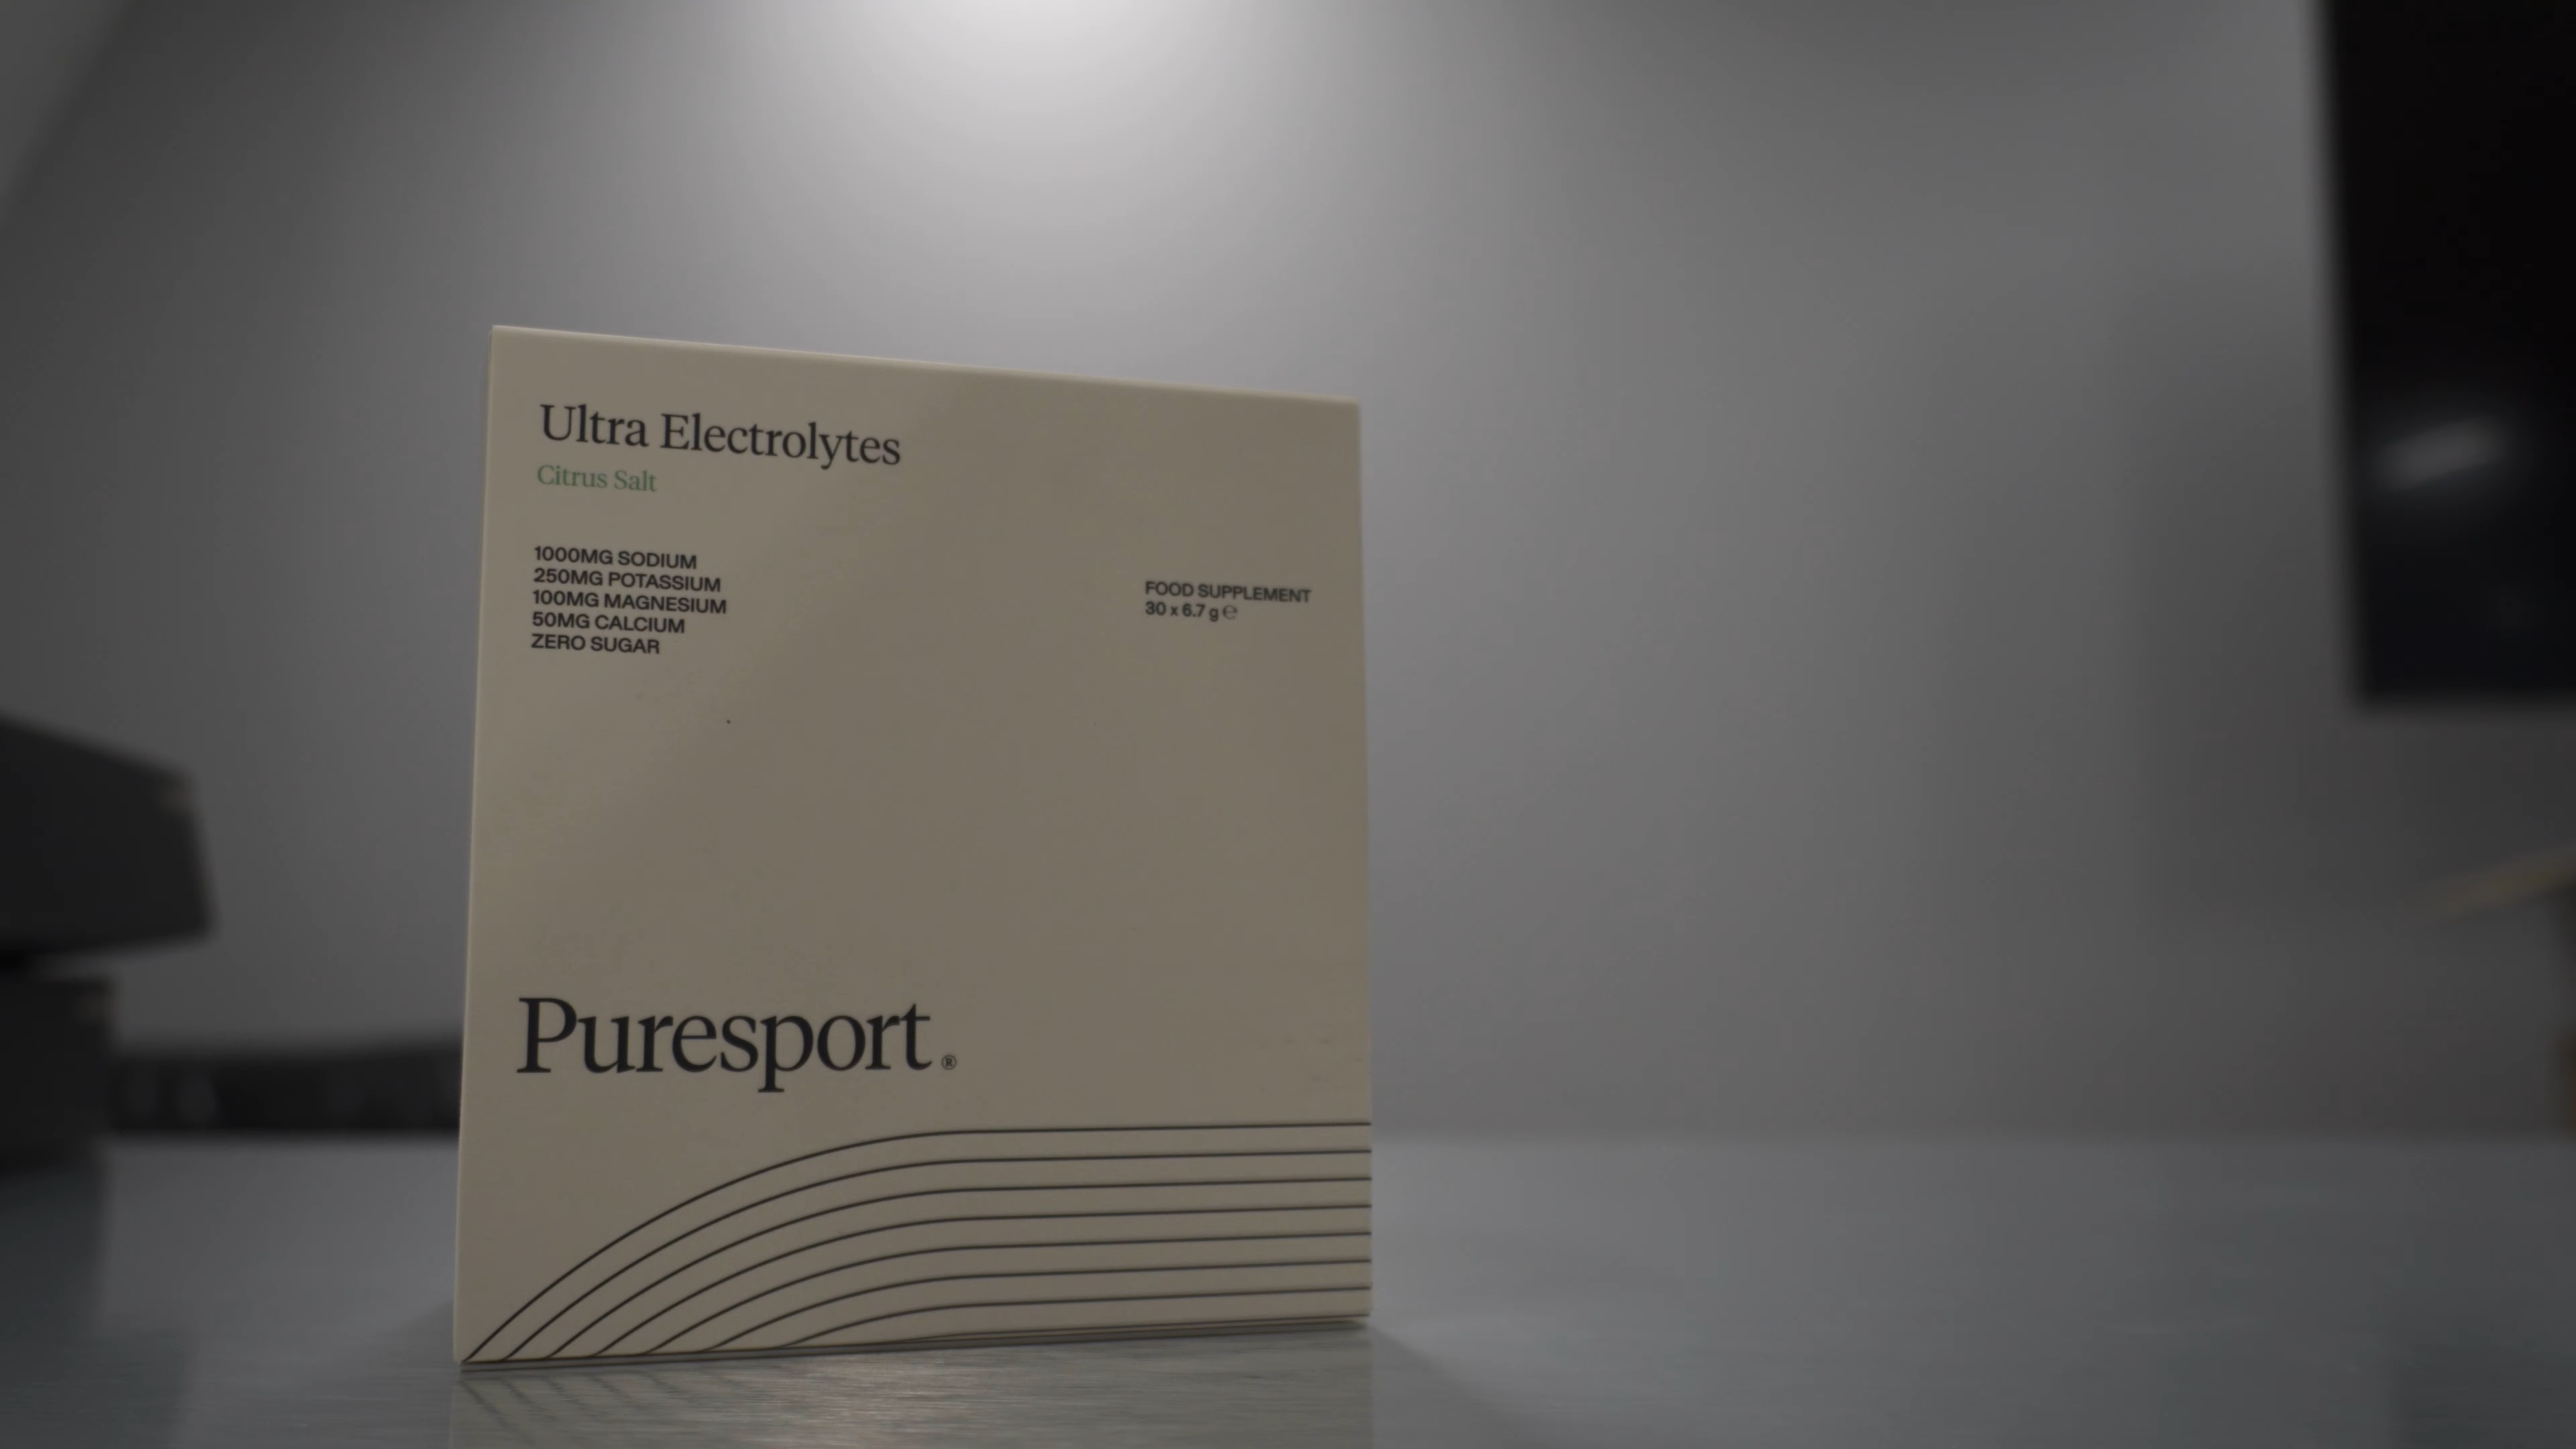 Ultra Electrolytes
Citrus Salt
1000MG SODIUM
250MG POTASSIUM
100MG MAGNESIUM
50MG CALCIUM
ZERO SUGAR
FOOD SUPPLEMENT
30 x 6.7 g ℮
Puresport®